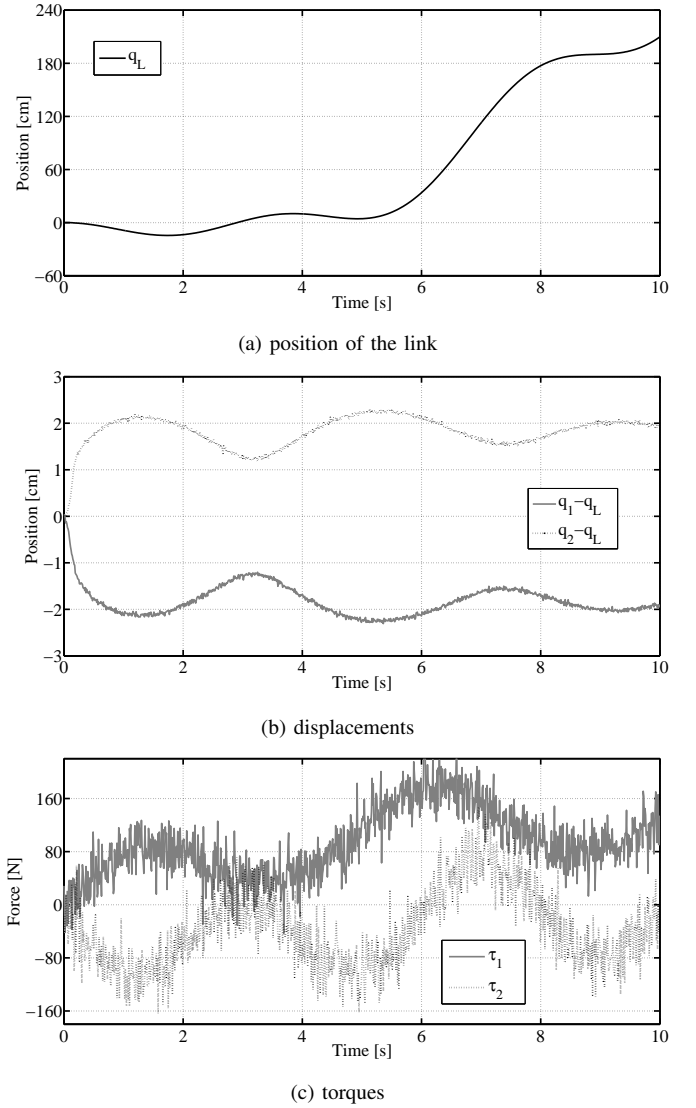 240
180
120
60
0
−60
Position [cm]
q_L
0 2 4 6 8 10
Time [s]
(a) position of the link
3
2
1
0
−1
−2
−3
Position [cm]
q_1−q_L
q_2−q_L
0 2 4 6 8 10
Time [s]
(b) displacements
160
80
0
−80
−160
Force [N]
τ_1
τ_2
0 2 4 6 8 10
Time [s]
(c) torques